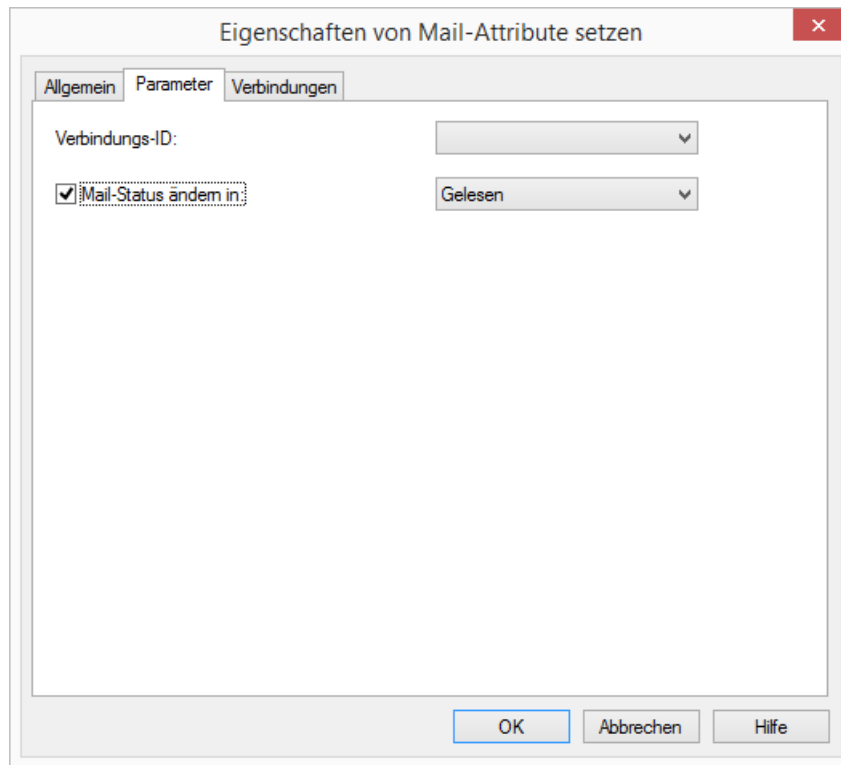 Eigenschaften von Mail-Attribute setzen
Allgemein Parameter Verbindungen
Verbindungs-ID:
Mail-Status ändern in: Gelesen
OK Abbrechen Hilfe